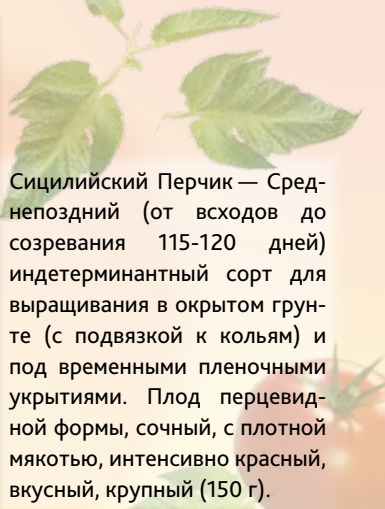 Сицилийский Перчик — Сред-
непоздний (от всходов до
созревания 115-120 дней)
индетерминантный сорт для
выращивания в окрытом грун-
те (с подвязкой к кольям) и
под временными пленочными
укрытиями. Плод перцевид-
ной формы, сочный, с плотной
мякотью, интенсивно красный,
вкусный, крупный (150 г).